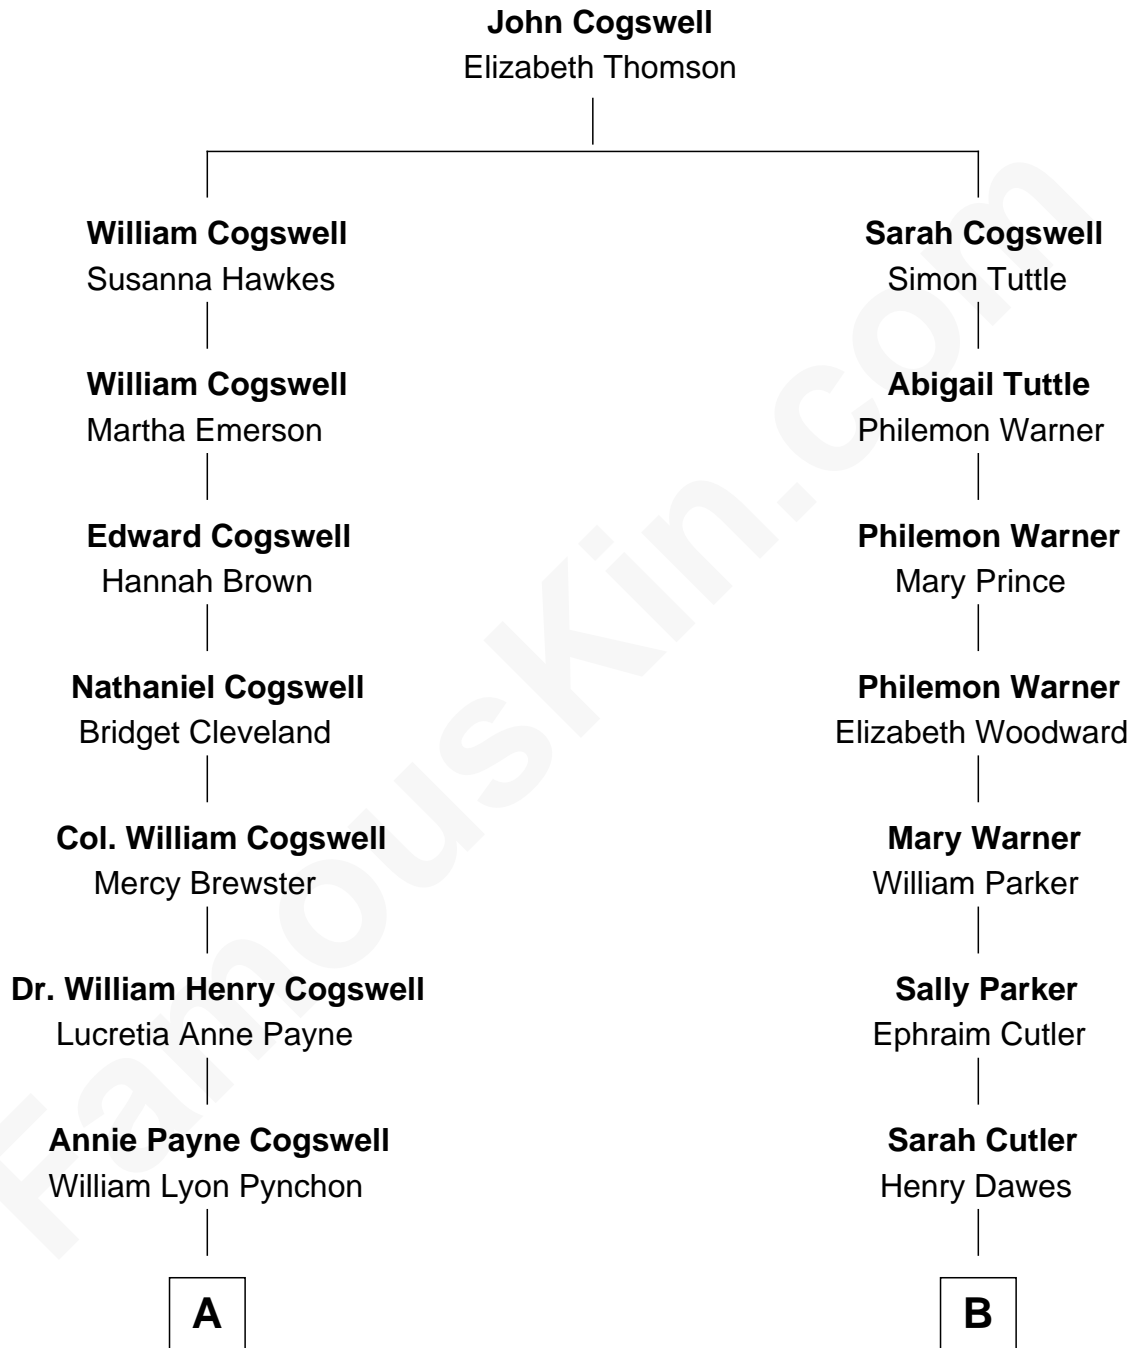 John Cogswell
Elizabeth Thomson
William Cogswell
Susanna Hawkes
Sarah Cogswell
Simon Tuttle
William Cogswell
Martha Emerson
Abigail Tuttle
Philemon Warner
Edward Cogswell
Hannah Brown
Philemon Warner
Mary Prince
Nathaniel Cogswell
Bridget Cleveland
Philemon Warner
Elizabeth Woodward
Col. William Cogswell
Mercy Brewster
Mary Warner
William Parker
Dr. William Henry Cogswell
Lucretia Anne Payne
Sally Parker
Ephraim Cutler
Annie Payne Cogswell
William Lyon Pynchon
Sarah Cutler
Henry Dawes
A
B
FamousKin.com